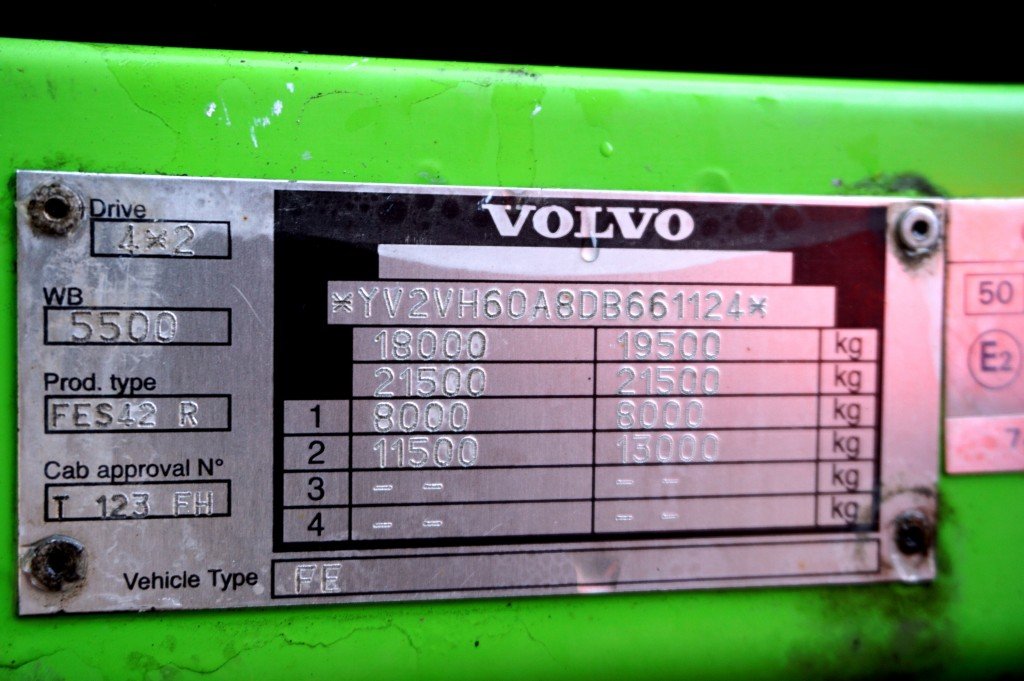 Drive
4*2
WB
5500
Prod. type
FES42 R
Cab approval N°
T 123 FH
VOLVO
*YV2VH60A8DB661124*
18000 19500 kg
21500 21500 kg
1 8000 8000 kg
2 11500 13000 kg
3 -- -- kg
4 -- -- kg
Vehicle Type FE
50
E2
7